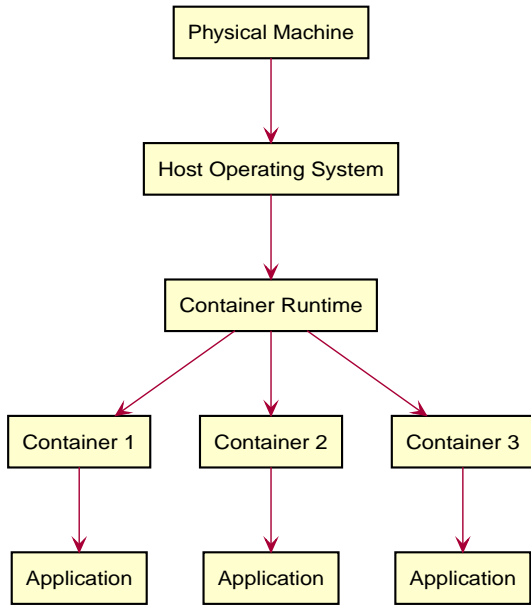 Physical Machine
Host Operating System
Container Runtime
Container 1
Container 2
Container 3
Application
Application
Application